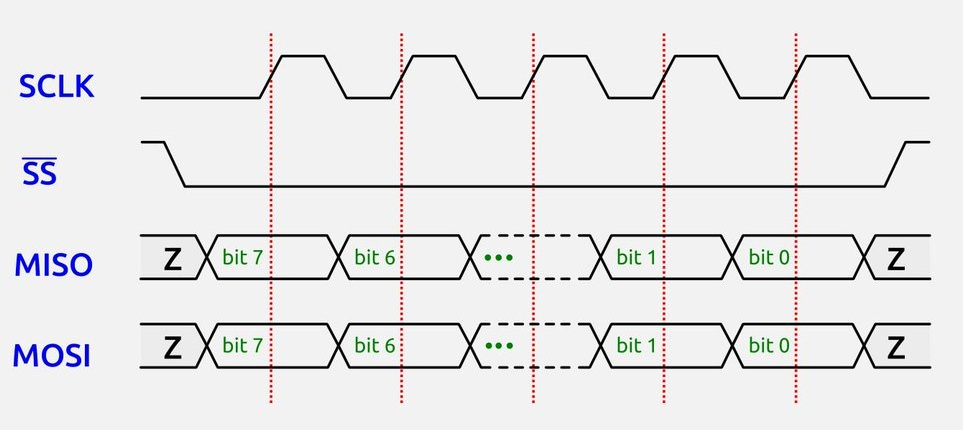 SCLK
S̅S̅
MISO Z bit 7 bit 6 ••• bit 1 bit 0 Z
MOSI Z bit 7 bit 6 ••• bit 1 bit 0 Z